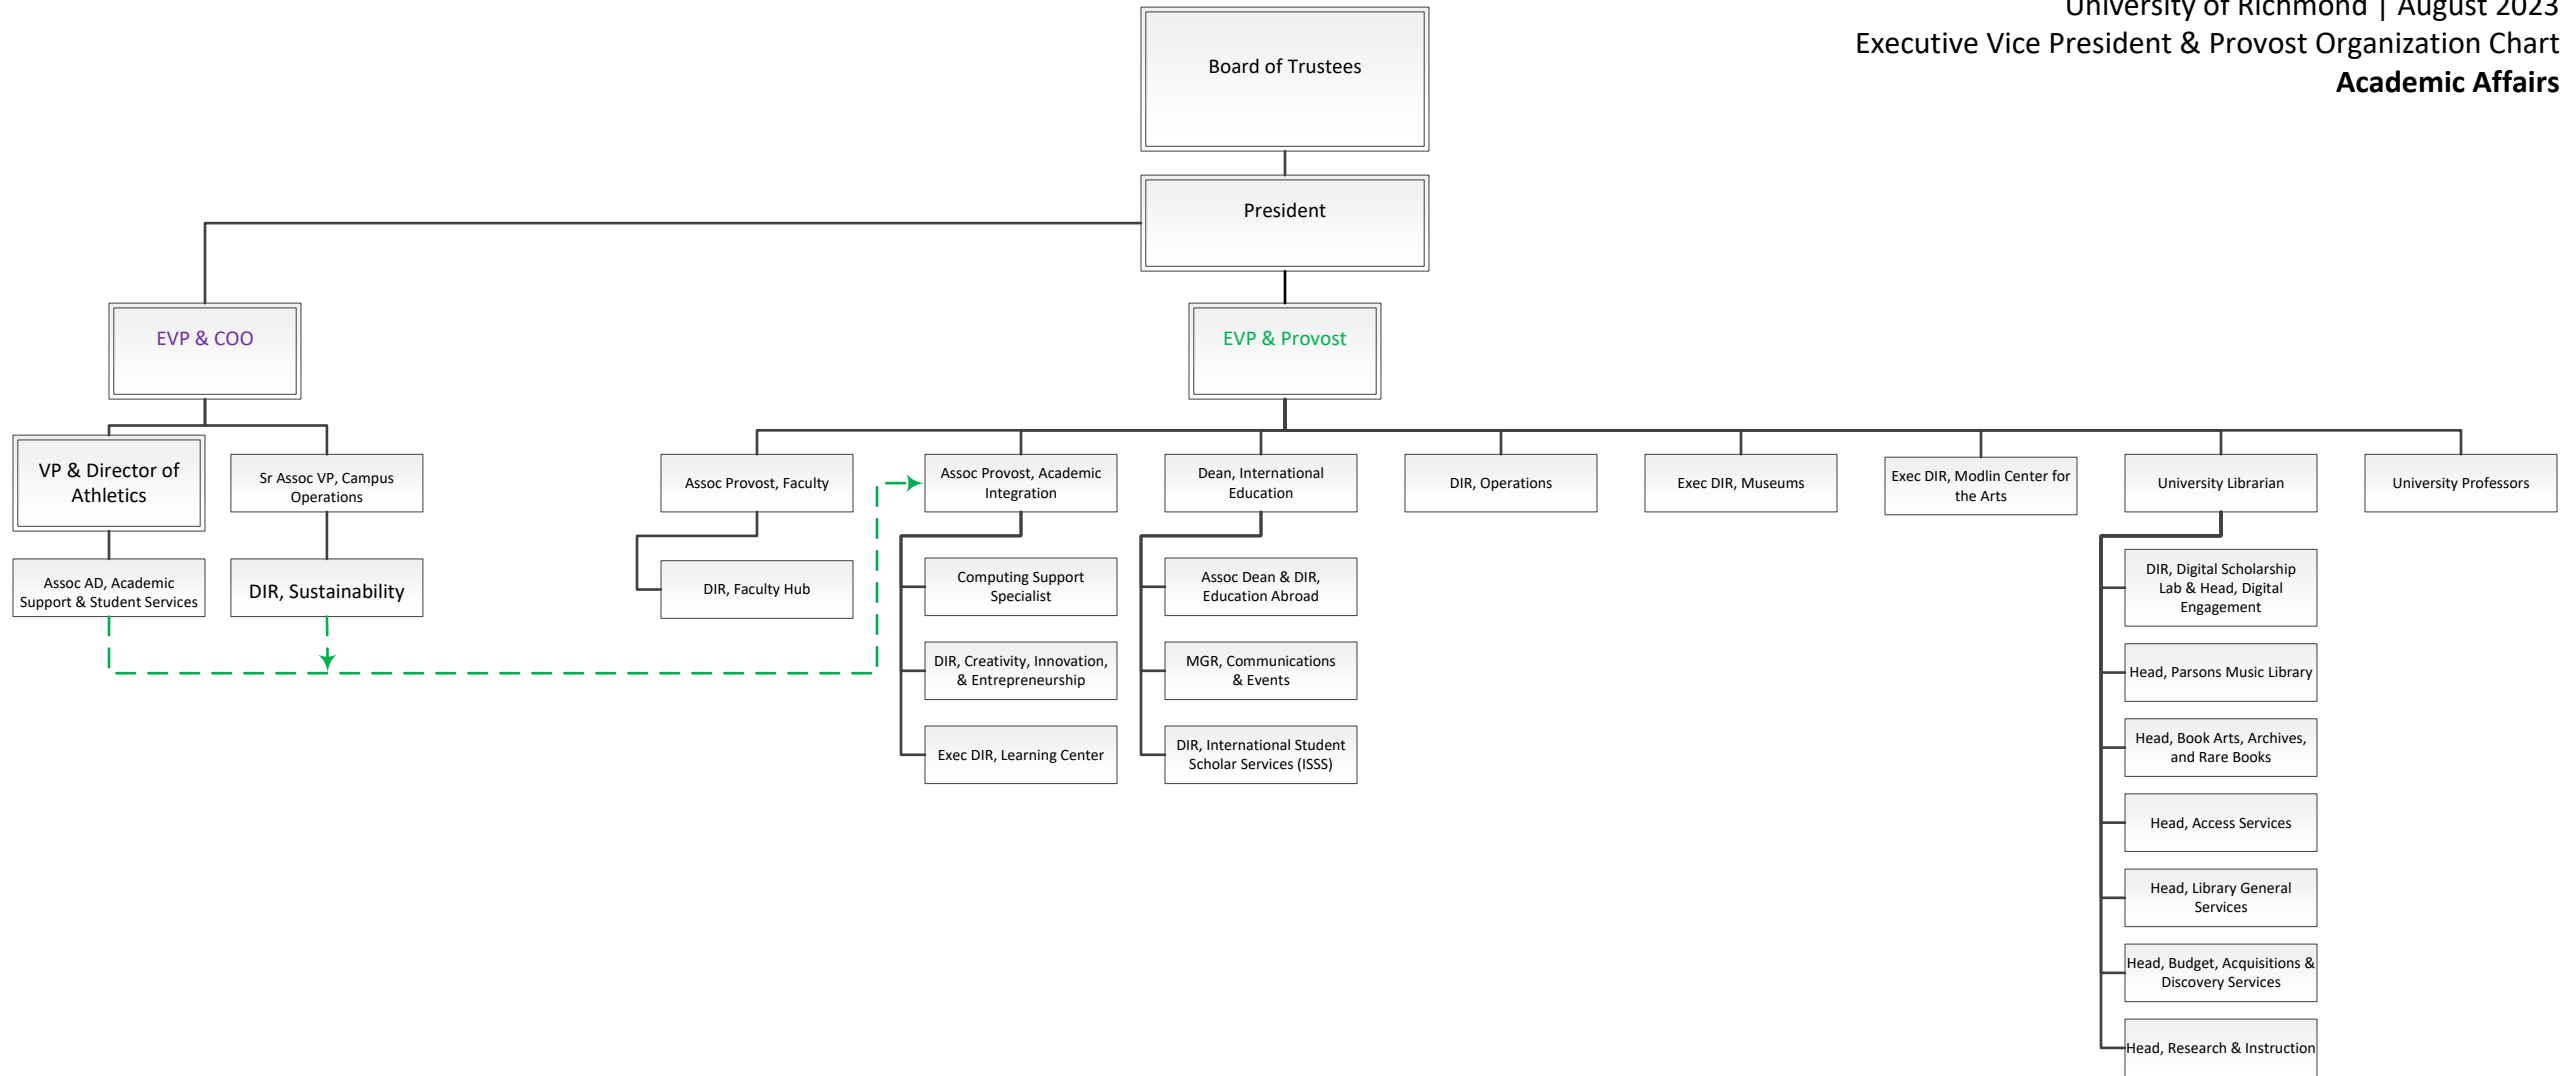 University of Richmond | August 2023
Executive Vice President & Provost Organization Chart
Academic Affairs
Board of Trustees
President
EVP & COO
EVP & Provost
VP & Director of
Athletics
Sr Assoc VP, Campus
Operations
Assoc Provost, Faculty
Assoc Provost, Academic
Integration
Dean, International
Education
DIR, Operations
Exec DIR, Museums
Exec DIR, Modlin Center for
the Arts
University Librarian
University Professors
Assoc AD, Academic
Support & Student Services
DIR, Sustainability
DIR, Faculty Hub
Computing Support
Specialist
DIR, Creativity, Innovation,
& Entrepreneurship
Exec DIR, Learning Center
Assoc Dean & DIR,
Education Abroad
MGR, Communications
& Events
DIR, International Student
Scholar Services (ISSS)
DIR, Digital Scholarship
Lab & Head, Digital
Engagement
Head, Parsons Music Library
Head, Book Arts, Archives,
and Rare Books
Head, Access Services
Head, Library General
Services
Head, Budget, Acquisitions &
Discovery Services
Head, Research & Instruction